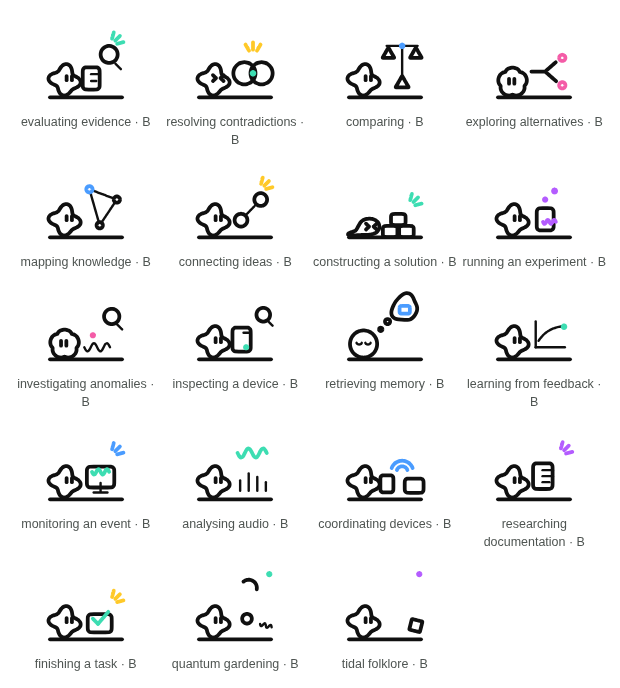 evaluating evidence · B
resolving contradictions ·
B
comparing · B
exploring alternatives · B
mapping knowledge · B
connecting ideas · B
constructing a solution · B
running an experiment · B
investigating anomalies ·
B
inspecting a device · B
retrieving memory · B
learning from feedback ·
B
monitoring an event · B
analysing audio · B
coordinating devices · B
researching
documentation · B
finishing a task · B
quantum gardening · B
tidal folklore · B